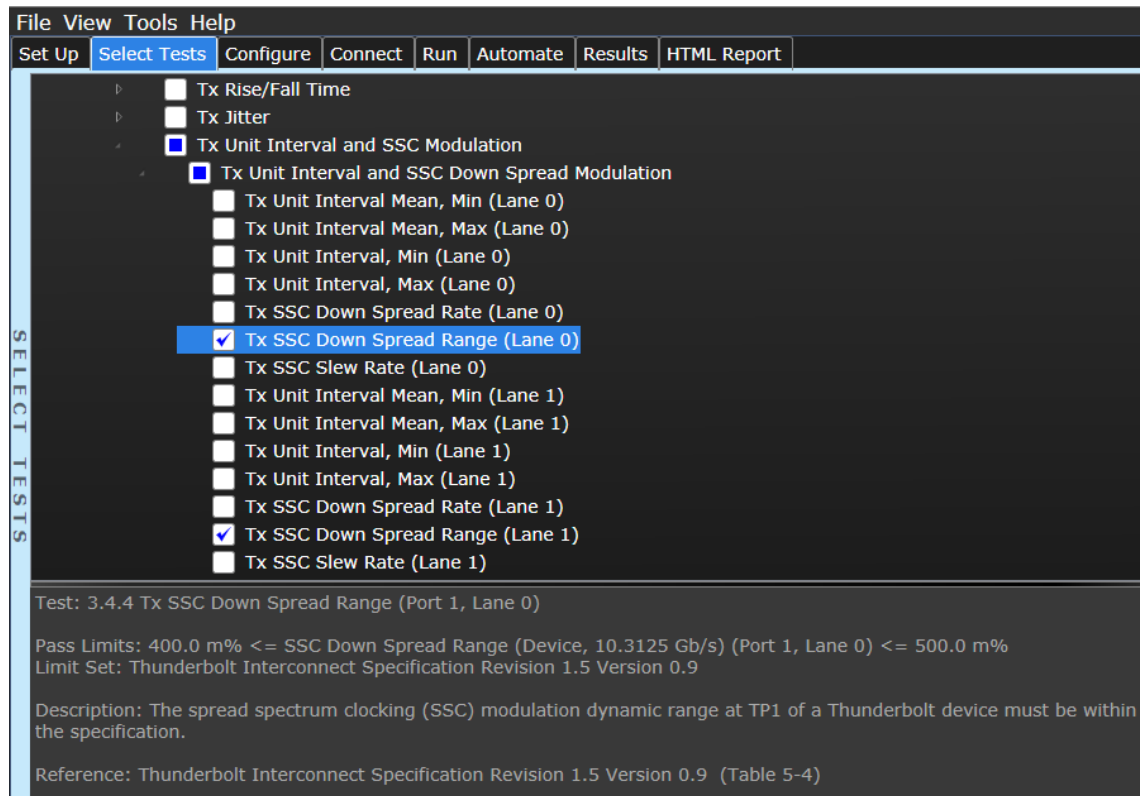 File View Tools Help
Set Up Select Tests Configure Connect Run Automate Results HTML Report
Tx Rise/Fall Time
Tx Jitter
Tx Unit Interval and SSC Modulation
Tx Unit Interval and SSC Down Spread Modulation
Tx Unit Interval Mean, Min (Lane 0)
Tx Unit Interval Mean, Max (Lane 0)
Tx Unit Interval, Min (Lane 0)
Tx Unit Interval, Max (Lane 0)
Tx SSC Down Spread Rate (Lane 0)
Tx SSC Down Spread Range (Lane 0)
Tx SSC Slew Rate (Lane 0)
Tx Unit Interval Mean, Min (Lane 1)
Tx Unit Interval Mean, Max (Lane 1)
Tx Unit Interval, Min (Lane 1)
Tx Unit Interval, Max (Lane 1)
Tx SSC Down Spread Rate (Lane 1)
Tx SSC Down Spread Range (Lane 1)
Tx SSC Slew Rate (Lane 1)
SELECT TESTS
Test: 3.4.4 Tx SSC Down Spread Range (Port 1, Lane 0)
Pass Limits: 400.0 m% <= SSC Down Spread Range (Device, 10.3125 Gb/s) (Port 1, Lane 0) <= 500.0 m%
Limit Set: Thunderbolt Interconnect Specification Revision 1.5 Version 0.9
Description: The spread spectrum clocking (SSC) modulation dynamic range at TP1 of a Thunderbolt device must be within
the specification.
Reference: Thunderbolt Interconnect Specification Revision 1.5 Version 0.9 (Table 5-4)